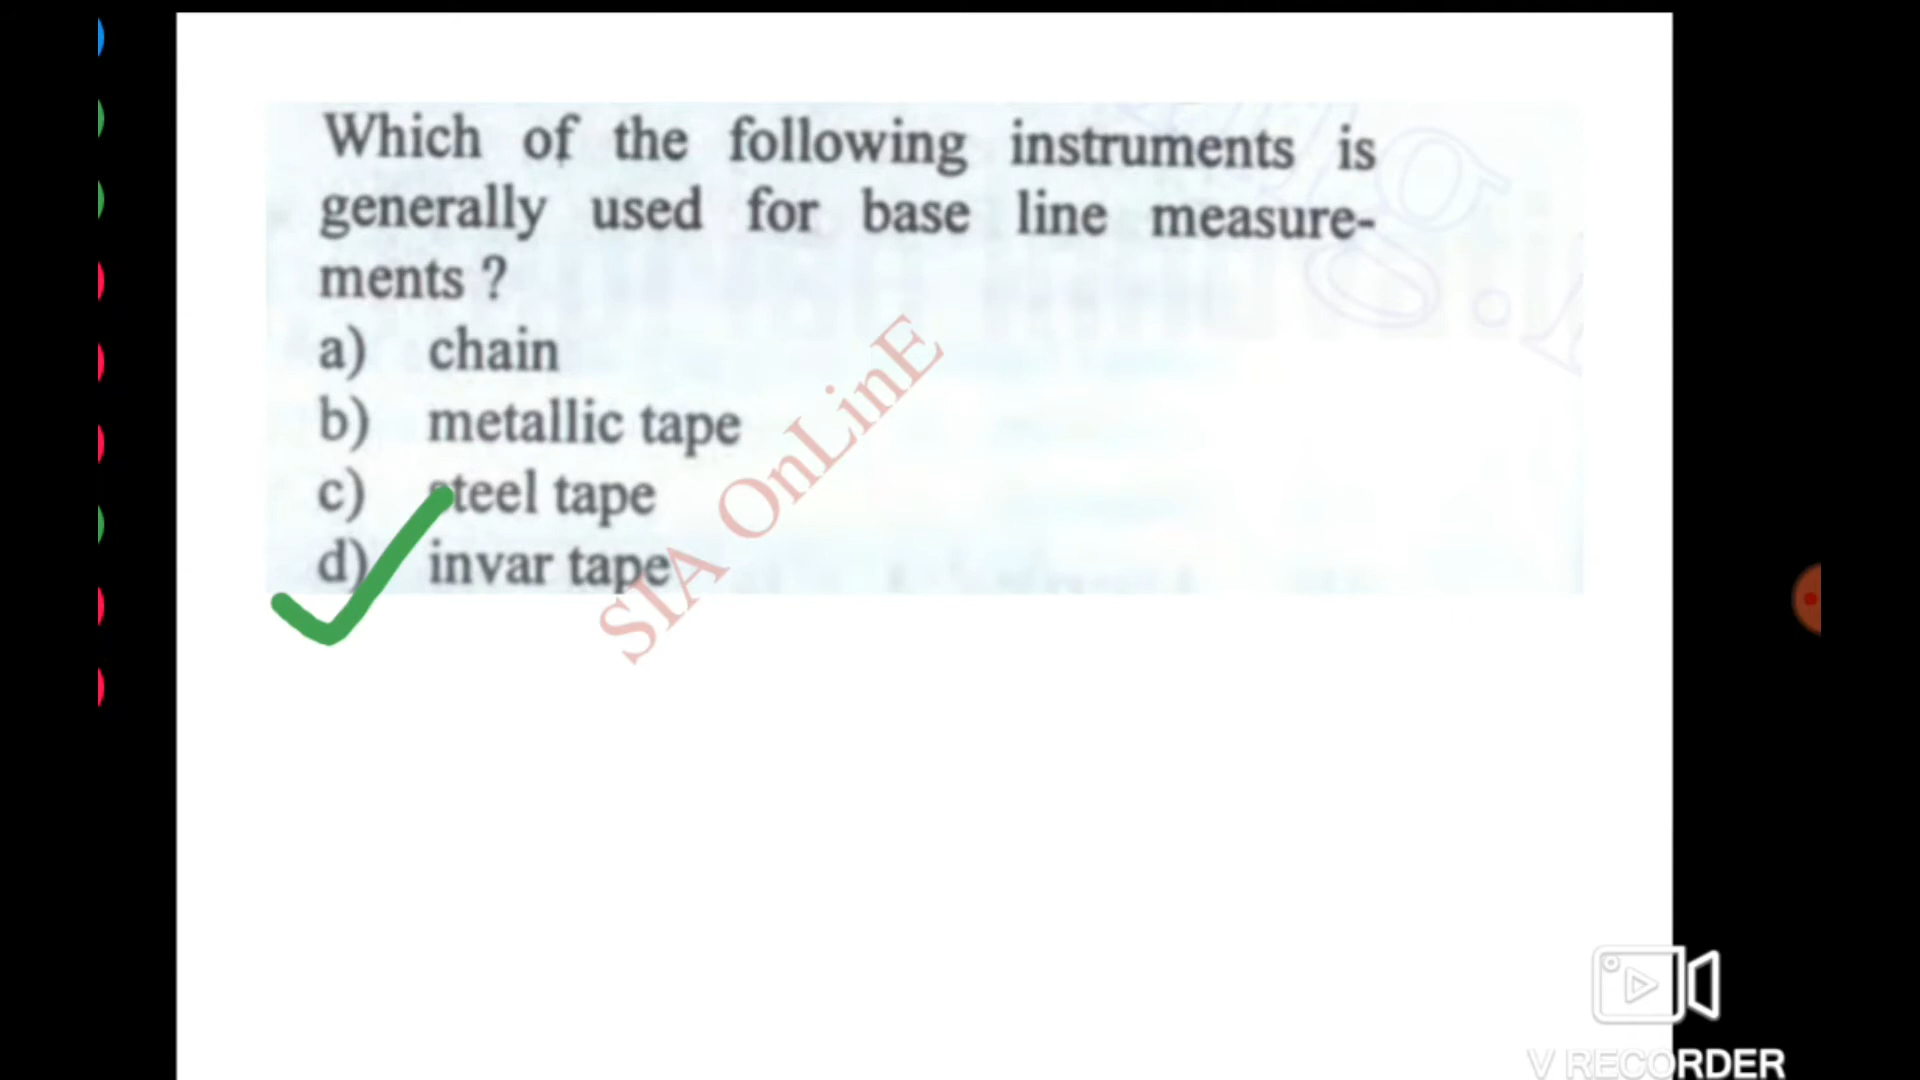 Which of the following instruments is
generally used for base line measure-
ments ?
a) chain
b) metallic tape
c) steel tape
d) invar tape
SIA OnLinE
V RECORDER